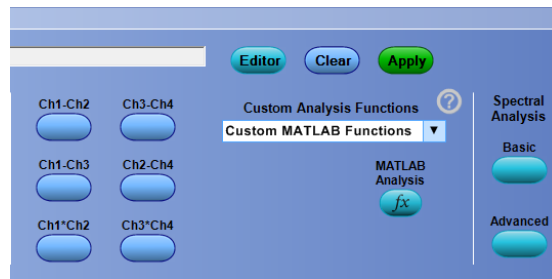 Editor Clear Apply
Ch1-Ch2 Ch3-Ch4 Custom Analysis Functions ? Spectral
Analysis
Custom MATLAB Functions ▼
Basic
Ch1-Ch3 Ch2-Ch4 MATLAB
Analysis
fx
Ch1*Ch2 Ch3*Ch4 Advanced